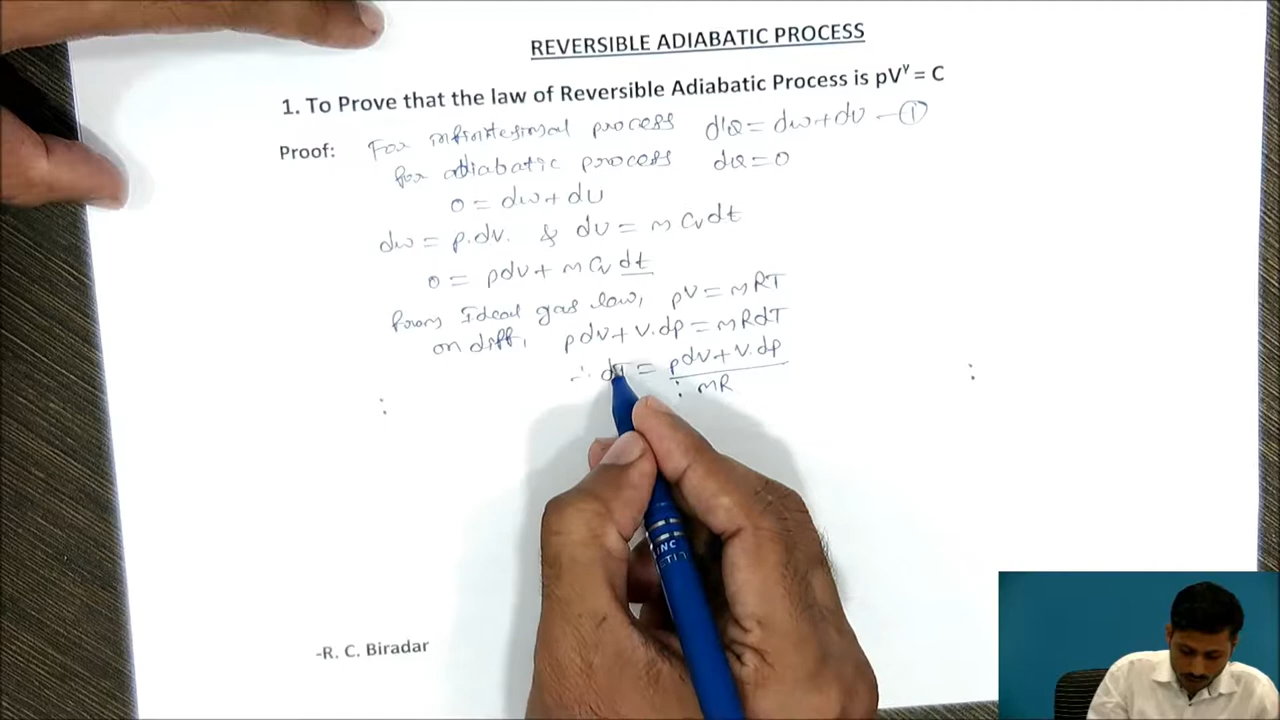 REVERSIBLE ADIABATIC PROCESS
1. To Prove that the law of Reversible Adiabatic Process is pVᵞ = C
Proof: For infinitesimal process d'Q = dw + dU — ①
for adiabatic process dQ = 0
0 = dw + dU
dw = p.dv. & dU = m Cv dt
0 = pdv + m Cv dt
from Ideal gas law, pV = mRT
on diff, pdv + v.dp = mRdT
∴ dT = pdv + v.dp
mR
-R. C. Biradar
INC